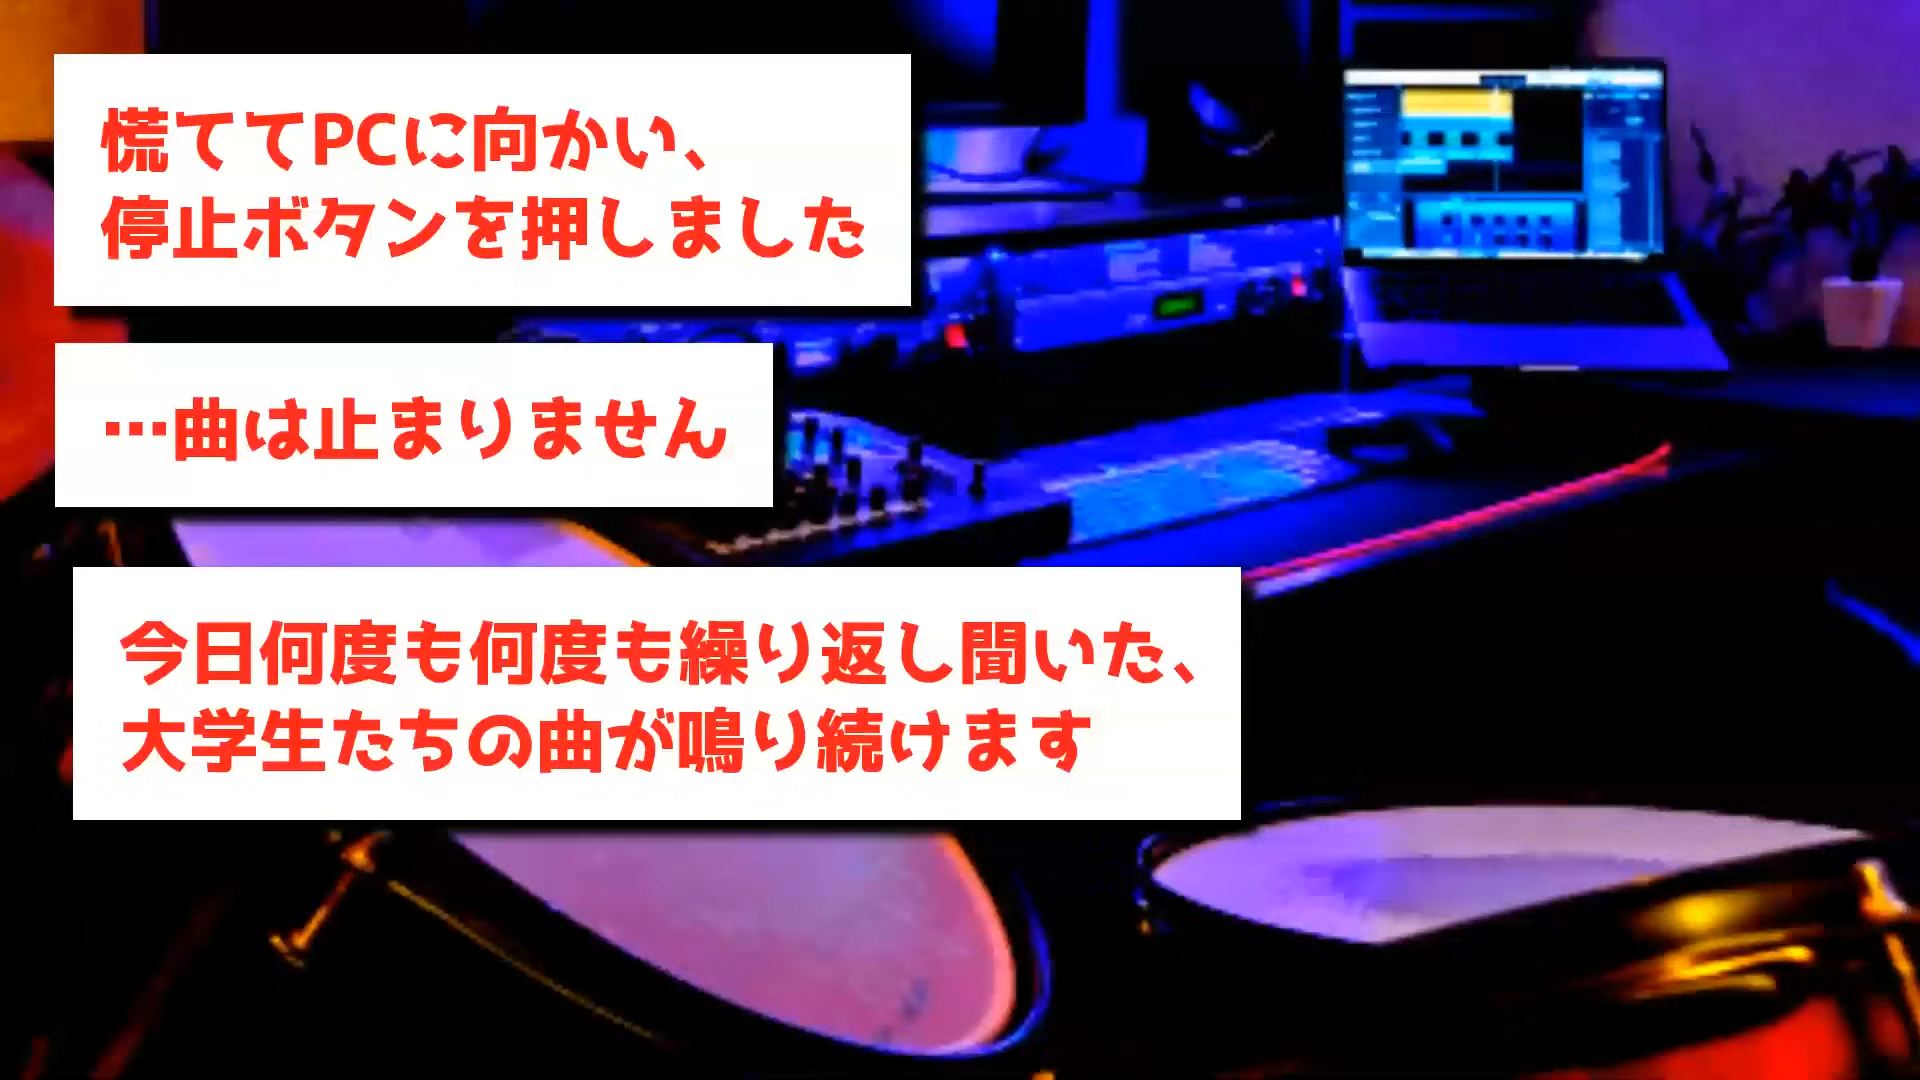 慌ててPCに向かい、
停止ボタンを押しました
…曲は止まりません
今日何度も何度も繰り返し聞いた、
大学生たちの曲が鳴り続けます